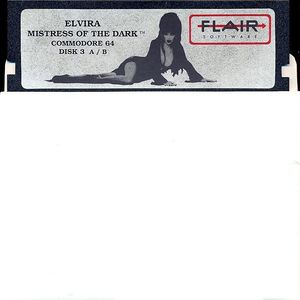 ELVIRA
MISTRESS OF THE DARK™
COMMODORE 64
DISK 3 A / B
FLAIR
SOFTWARE